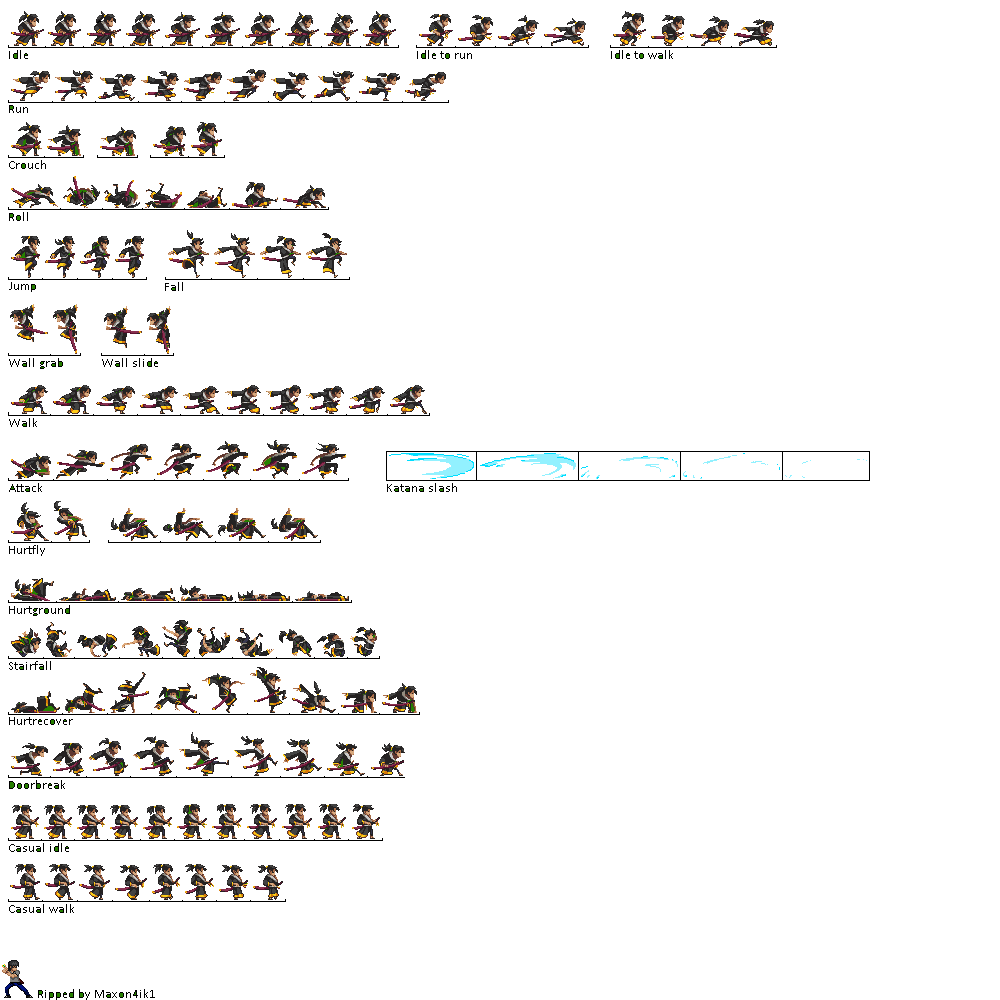 Idle
Idle to run
Idle to walk
Run
Crouch
Roll
Jump
Fall
Wall grab
Wall slide
Walk
Attack
Katana slash
Hurtfly
Hurtground
Stairfall
Hurtrecover
Doorbreak
Casual idle
Casual walk
Ripped by Maxon4ik1